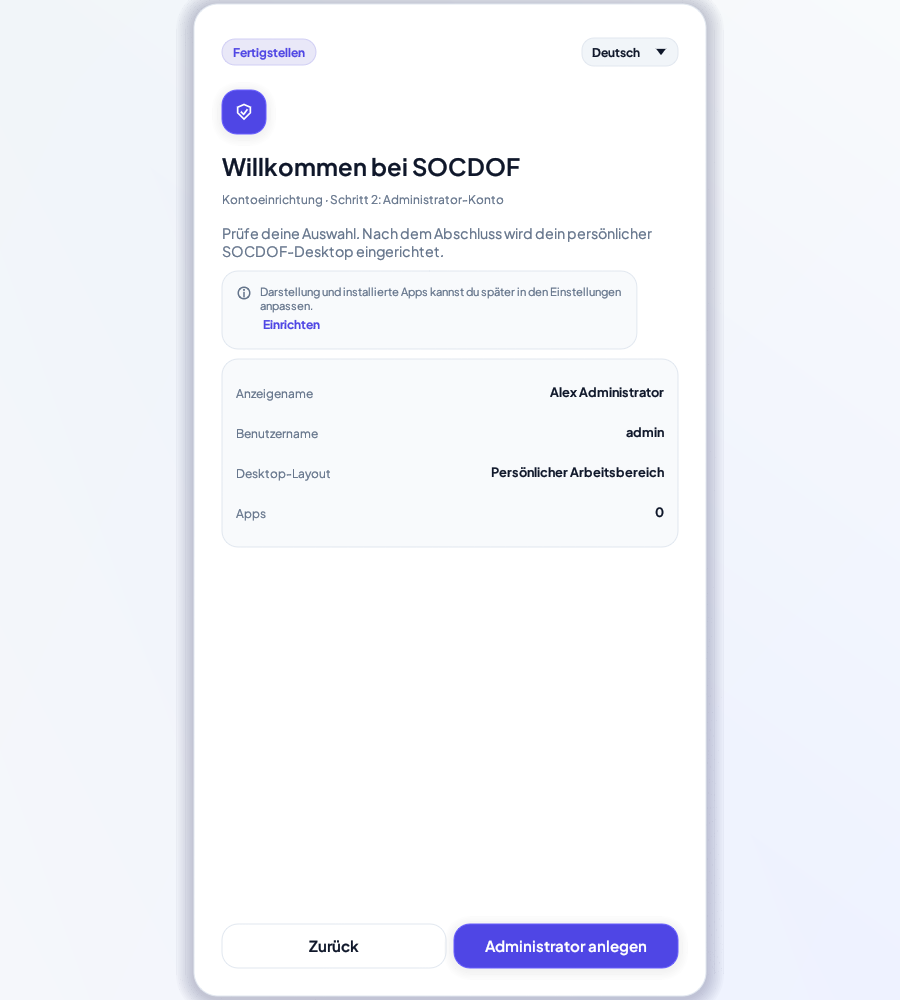 Fertigstellen
Deutsch
Willkommen bei SOCDOF
Kontoeinrichtung · Schritt 2: Administrator-Konto
Prüfe deine Auswahl. Nach dem Abschluss wird dein persönlicher
SOCDOF-Desktop eingerichtet.
Darstellung und installierte Apps kannst du später in den Einstellungen
anpassen.
Einrichten
Anzeigename Alex Administrator
Benutzername admin
Desktop-Layout Persönlicher Arbeitsbereich
Apps 0
Zurück Administrator anlegen